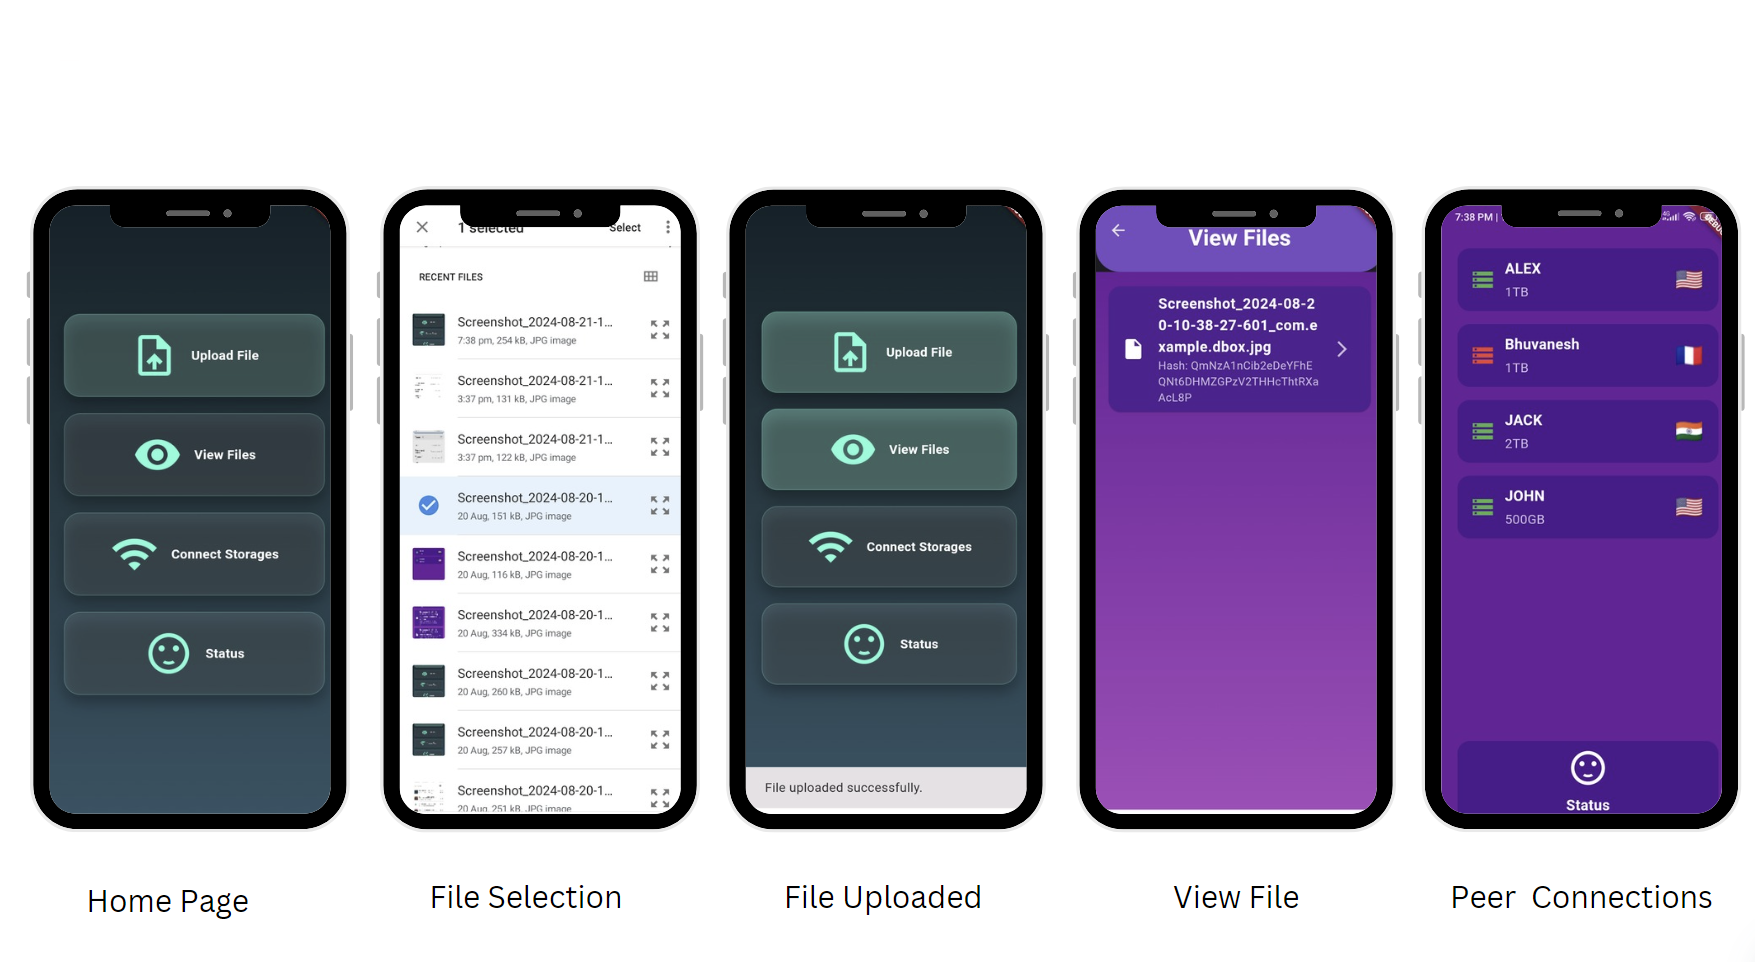 Upload File
View Files
Connect Storages
Status
Home Page
1 selected
Select
RECENT FILES
Screenshot_2024-08-21-1...
7:38 pm, 254 kB, JPG image
Screenshot_2024-08-21-1...
3:37 pm, 131 kB, JPG image
Screenshot_2024-08-21-1...
3:37 pm, 122 kB, JPG image
Screenshot_2024-08-20-1...
20 Aug, 151 kB, JPG image
Screenshot_2024-08-20-1...
20 Aug, 116 kB, JPG image
Screenshot_2024-08-20-1...
20 Aug, 334 kB, JPG image
Screenshot_2024-08-20-1...
20 Aug, 260 kB, JPG image
Screenshot_2024-08-20-1...
20 Aug, 257 kB, JPG image
Screenshot_2024-08-20-1...
20 Aug, 251 kB, JPG image
File Selection
Upload File
View Files
Connect Storages
Status
File uploaded successfully.
File Uploaded
View Files
Screenshot_2024-08-2
0-10-38-27-601_com.e
xample.dbox.jpg
Hash: QmNzA1nCib2eDeYFhE
QNt6DHMZGPzV2THHcThtRXa
AcL8P
View File
7:38 PM |
ALEX
1TB
Bhuvanesh
1TB
JACK
2TB
JOHN
500GB
Status
Peer Connections